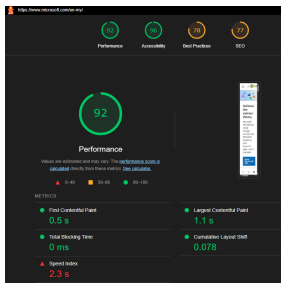 https://www.microsoft.com/en-my/
92 96 78 77
Performance Accessibility Best Practices SEO
92
Performance
Values are estimated and may vary. The performance score is
calculated directly from these metrics. See calculator.
0–49 50–89 90–100
METRICS
First Contentful Paint
0.5 s
Largest Contentful Paint
1.1 s
Total Blocking Time
0 ms
Cumulative Layout Shift
0.078
Speed Index
2.3 s